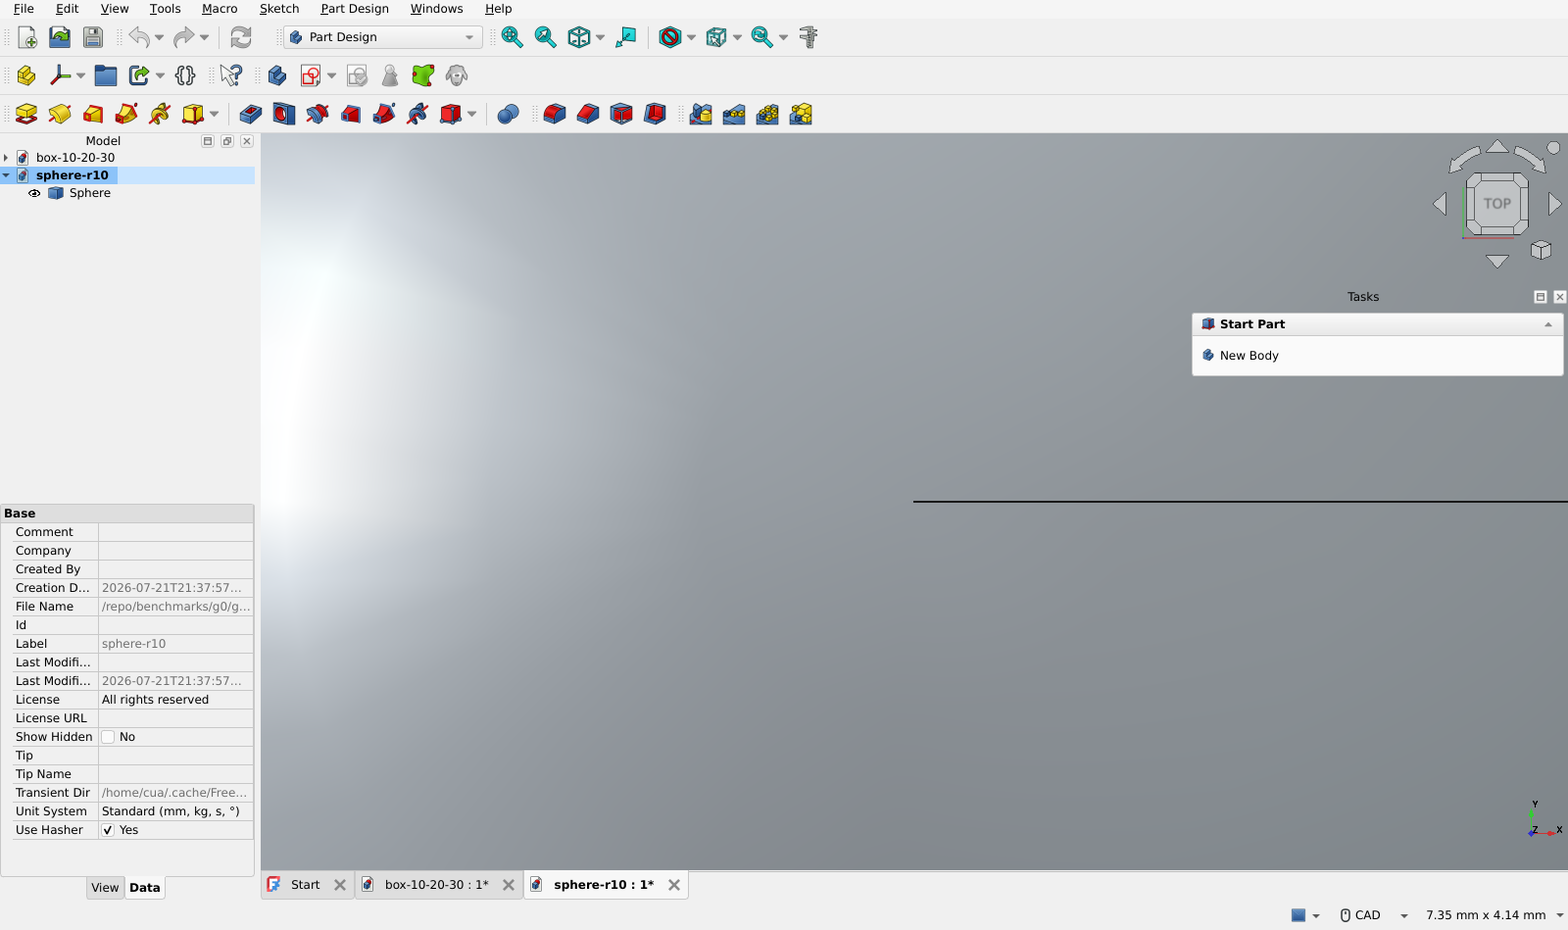 File Edit View Tools Macro Sketch Part Design Windows Help
Part Design
Model
box-10-20-30
sphere-r10
Sphere
TOP
Tasks
Start Part
New Body
Base
Comment
Company
Created By
Creation D... 2026-07-21T21:37:57...
File Name /repo/benchmarks/g0/g...
Id
Label sphere-r10
Last Modifi...
Last Modifi... 2026-07-21T21:37:57...
License All rights reserved
License URL
Show Hidden No
Tip
Tip Name
Transient Dir /home/cua/.cache/Free...
Unit System Standard (mm, kg, s, °)
Use Hasher Yes
Y
Z X
View Data
Start box-10-20-30 : 1* sphere-r10 : 1*
CAD 7.35 mm x 4.14 mm